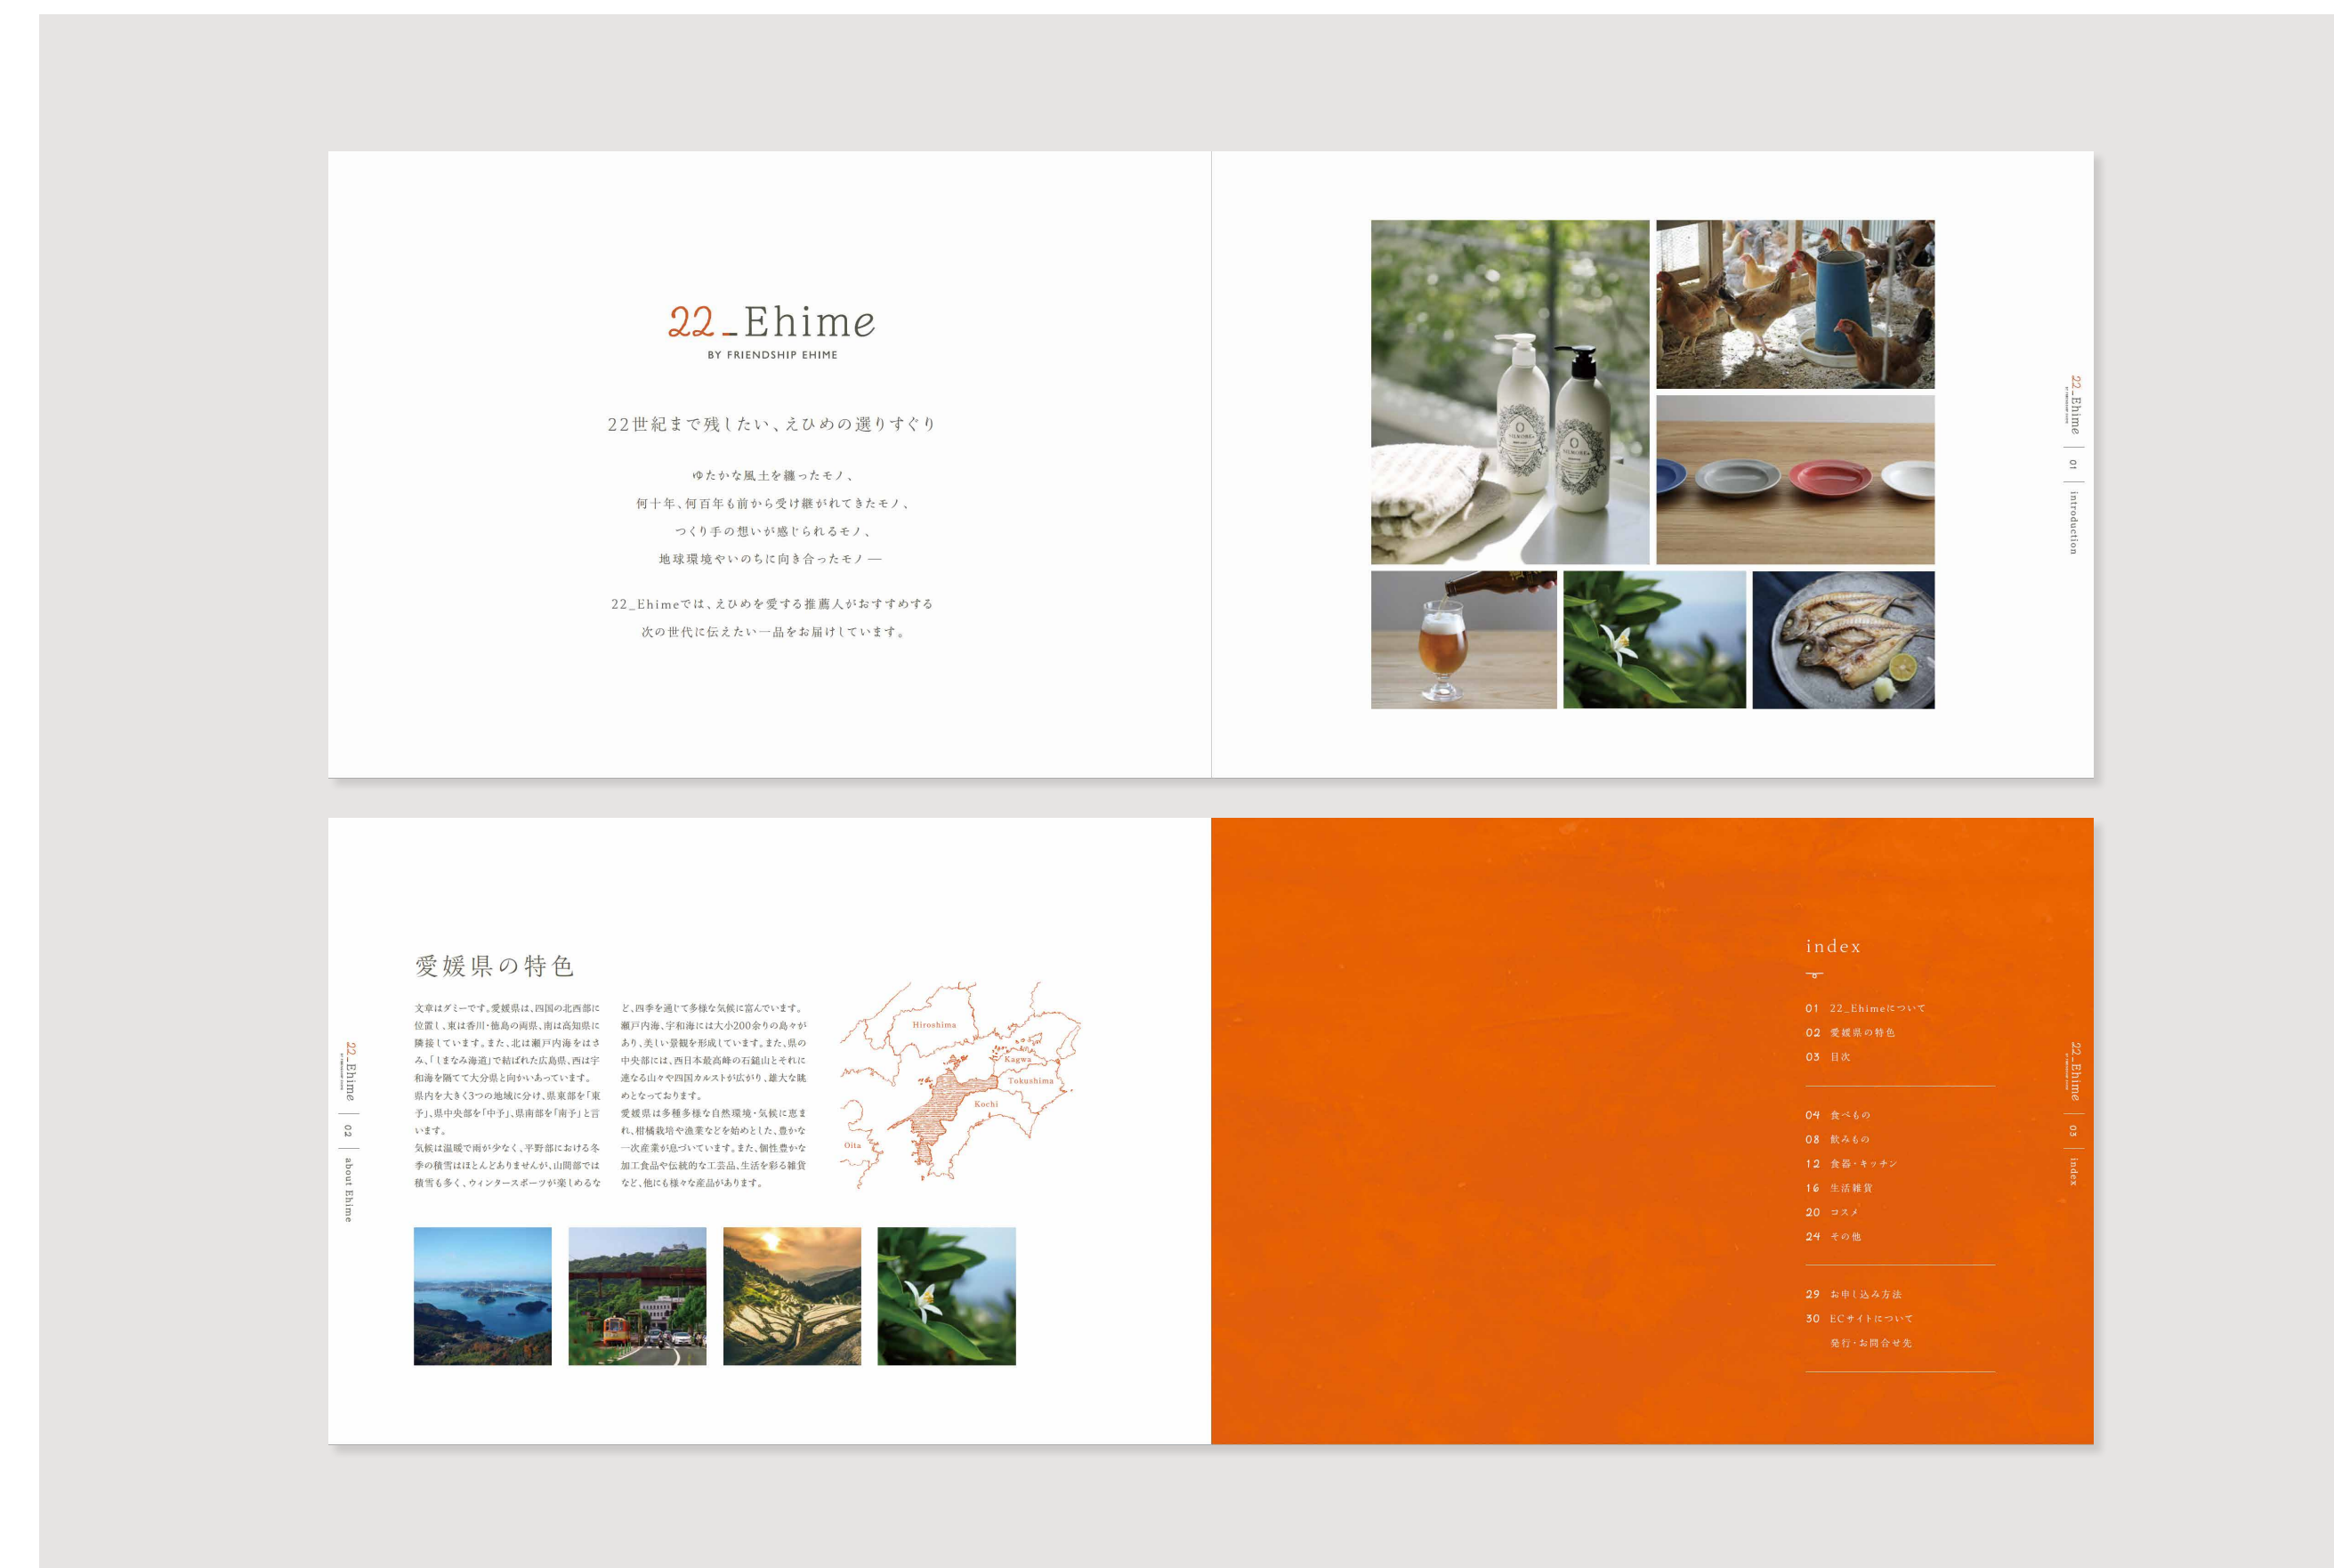 22_Ehime
BY FRIENDSHIP EHIME
22世紀まで残したい、えひめの選りすぐり
ゆたかな風土を纏ったモノ、
何十年、何百年も前から受け継がれてきたモノ、
つくり手の想いが感じられるモノ、
地球環境やいのちに向き合ったモノ ―
22_Ehimeでは、えひめを愛する推薦人がおすすめする
次の世代に伝えたい一品をお届けしています。
22_Ehime
01
introduction
22_Ehime
02
about Ehime
愛媛県の特色
文章はダミーです。愛媛県は、四国の北西部に
位置し、東は香川・徳島の両県、南は高知県に
隣接しています。また、北は瀬戸内海をはさ
み、「しまなみ海道」で結ばれた広島県、西は宇
和海を隔てて大分県と向かいあっています。
県内を大きく3つの地域に分け、県東部を「東
予」、県中央部を「中予」、県南部を「南予」と言
います。
気候は温暖で雨が少なく、平野部における冬
季の積雪はほとんどありませんが、山間部では
積雪も多く、ウィンタースポーツが楽しめるな
ど、四季を通じて多様な気候に富んでいます。
瀬戸内海、宇和海には大小200余りの島々が
あり、美しい景観を形成しています。また、県の
中央部には、西日本最高峰の石鎚山とそれに
連なる山々や四国カルストが広がり、雄大な眺
めとなっております。
愛媛県は多種多様な自然環境・気候に恵ま
れ、柑橘栽培や漁業などを始めとした、豊かな
一次産業が息づいています。また、個性豊かな
加工食品や伝統的な工芸品、生活を彩る雑貨
など、他にも様々な産品があります。
Hiroshima
Kagwa
Tokushima
Kochi
Oita
index
01 22_Ehimeについて
02 愛媛県の特色
03 目次
04 食べもの
08 飲みもの
12 食器・キッチン
16 生活雑貨
20 コスメ
24 その他
29 お申し込み方法
30 ECサイトについて
発行・お問合せ先
22_Ehime
03
index